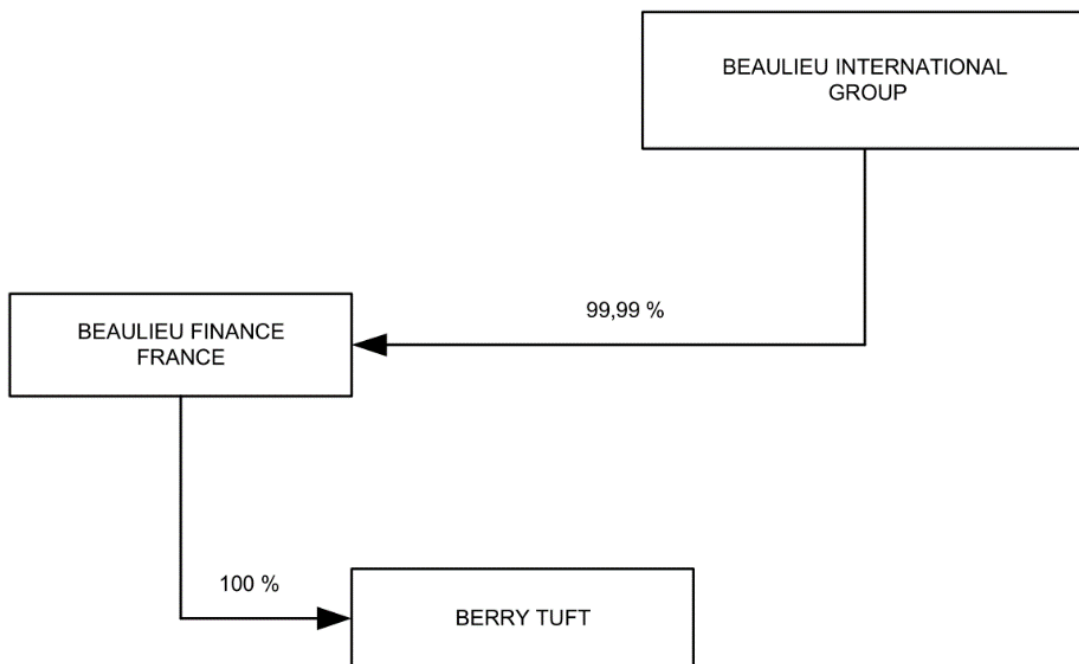 BEAULIEU INTERNATIONAL
GROUP
99,99 %
BEAULIEU FINANCE
FRANCE
100 %
BERRY TUFT